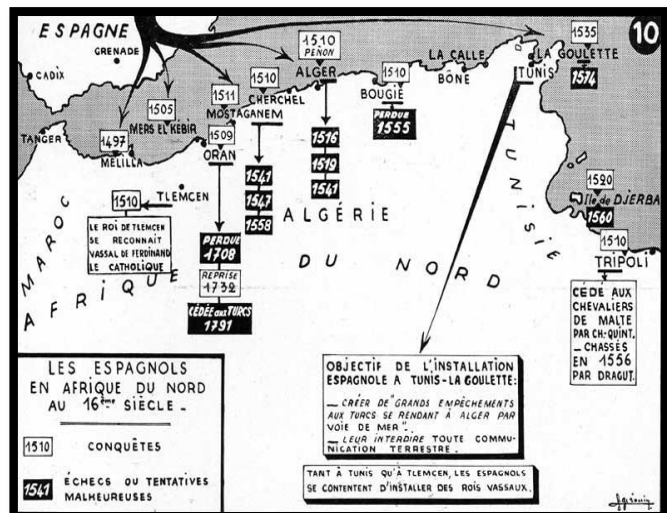 ESPAGNE
GRENADE
CADIX
10
1510
PENON
ALGER
1535
LA CALLE
LA GOULETTE
BÔNE
TUNIS
1574
1510
BOUGIE
PERDUE
1555
1510
CHERCHEL
1511
MOSTAGANEM
1505
MERS EL KEBIR
1509
ORAN
TANGER
1497
MÉLILLA
1516
1519
1541
1541
1547
1558
TUNISIE
1520
Ile de DJERBA
1560
1510
TRIPOLI
TLEMCEN
1510
LE ROI DE TLEMCEN
SE RECONNAIT
VASSAL DE FERDINAND
LE CATHOLIQUE
MAROC
ALGÉRIE
AFRIQUE DU NORD
PERDUE
1708
REPRISE
1732
CÉDÉE aux TURCS
1791
CÉDÉ AUX
CHEVALIERS
DE MALTE
PAR CH-QUINT.
_ CHASSÉS
EN 1556
PAR DRAGUT.
LES ESPAGNOLS
EN AFRIQUE DU NORD
AU 16ème SIÈCLE _
1510 CONQUÊTES
1541 ÉCHECS OU TENTATIVES
MALHEUREUSES
OBJECTIF DE L'INSTALLATION
ESPAGNOLE A TUNIS-LA GOULETTE:
_ CRÉER DE "GRANDS EMPÊCHEMENTS
AUX TURCS SE RENDANT À ALGER PAR
VOIE DE MER".
_ LEUR INTERDIRE TOUTE COMMU-
NICATION TERRESTRE.
TANT À TUNIS QU'À TLEMCEN, LES ESPAGNOLS
SE CONTENTENT D'INSTALLER DES ROIS VASSAUX.